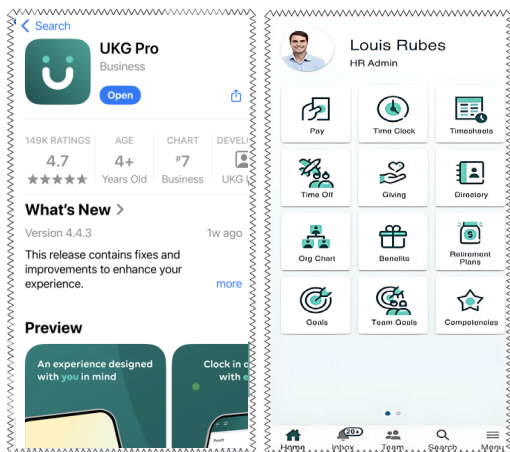 Search
UKG Pro
Business
Open
149K RATINGS
4.7
AGE
4+
Years Old
CHART
#7
Business
UKG
What's New >
Version 4.4.3
1w ago
This release contains fixes and
improvements to enhance your
experience.
more
Preview
An experience designed
with you in mind
Clock in
with
Punch
Louis Rubes
HR Admin
Pay
Time Clock
Timesheets
Time Off
Giving
Directory
Org Chart
Benefits
Retirement
Plans
Goals
Team Goals
Competencies
20+
Home
Inbox
Team
Search
Menu